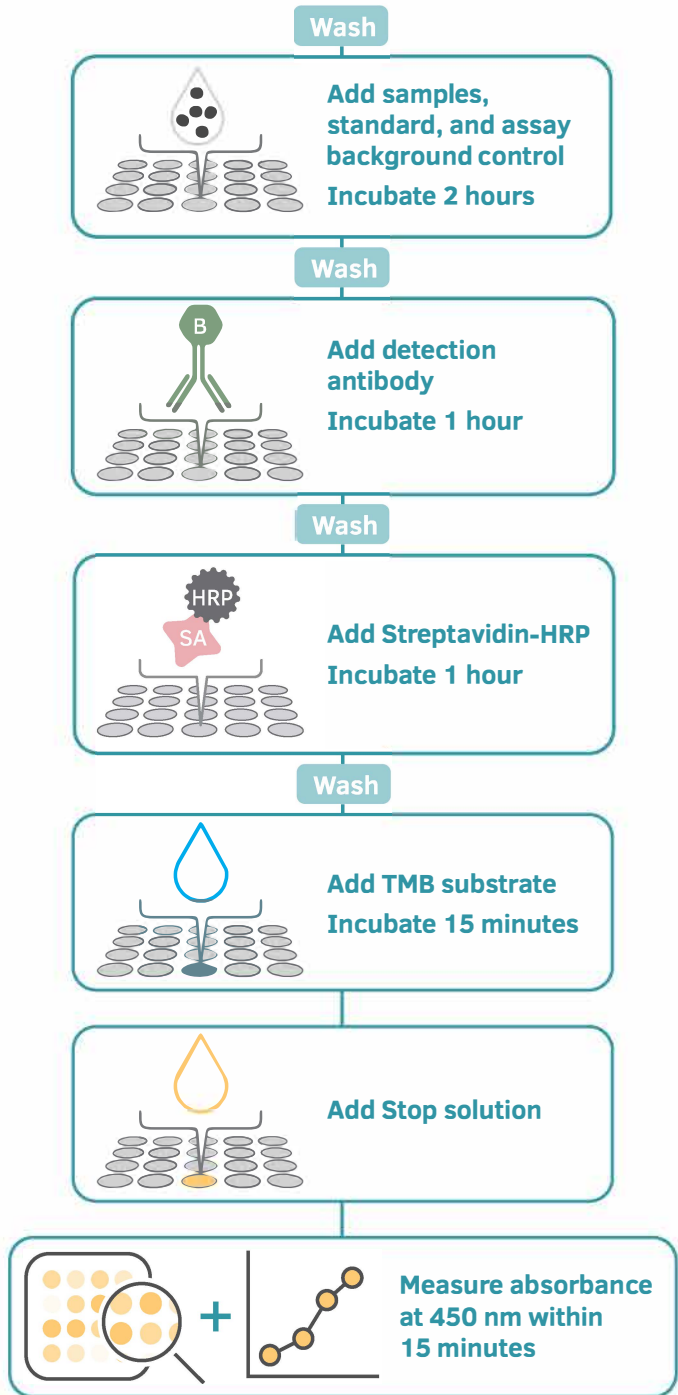 Wash
Add samples,
standard, and assay
background control
Incubate 2 hours
Wash
B
Add detection
antibody
Incubate 1 hour
Wash
HRP
SA
Add Streptavidin-HRP
Incubate 1 hour
Wash
Add TMB substrate
Incubate 15 minutes
Add Stop solution
+
Measure absorbance
at 450 nm within
15 minutes